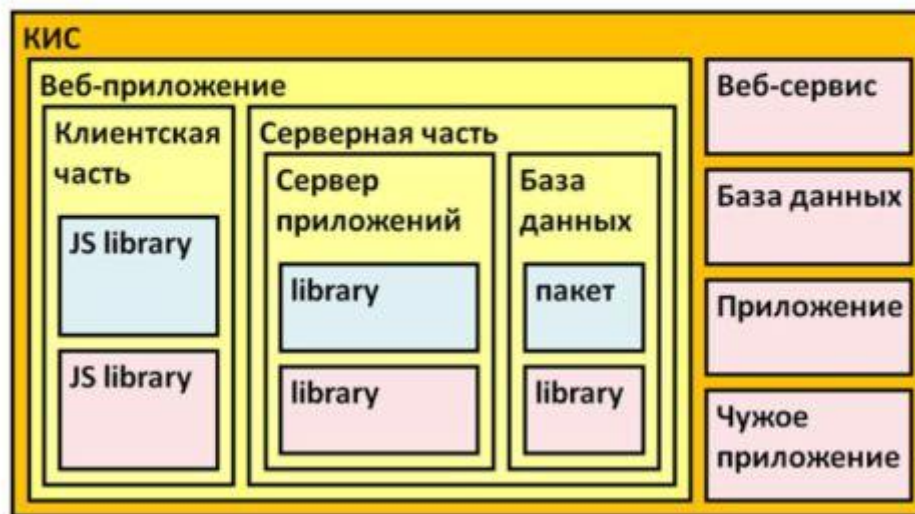 КИС
Веб-приложение
Клиентская
часть
JS library
JS library
Серверная часть
Сервер
приложений
library
library
База
данных
пакет
library
Веб-сервис
База данных
Приложение
Чужое
приложение